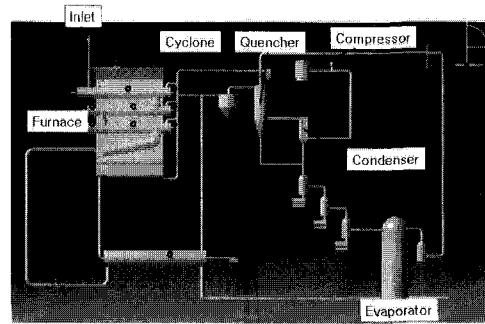 Inlet
Cyclone
Quencher
Compressor
Furnace
Condenser
Evaporator